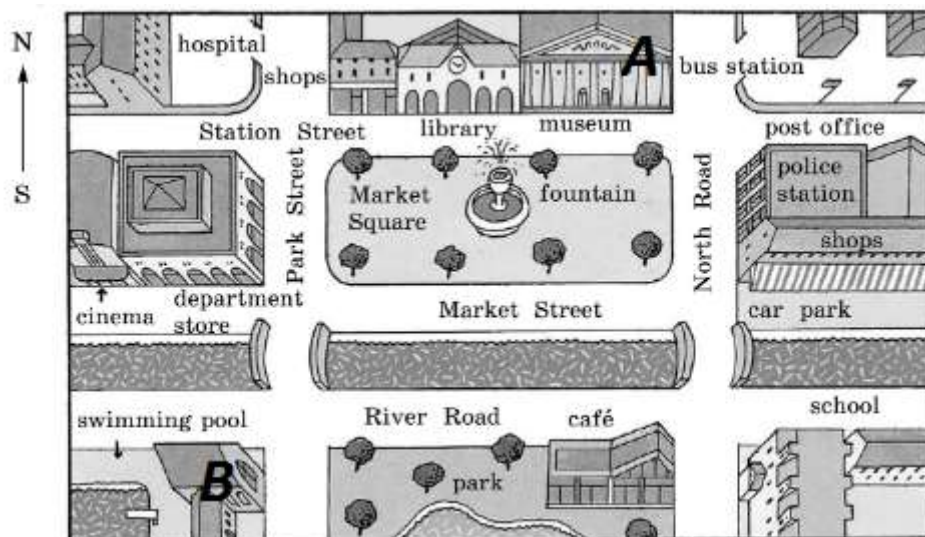 N
S
hospital
shops
A
bus station
Station Street
library
museum
post office
Park Street
Market
Square
fountain
North Road
police
station
shops
cinema
department
store
Market Street
car park
swimming pool
River Road
café
school
B
park